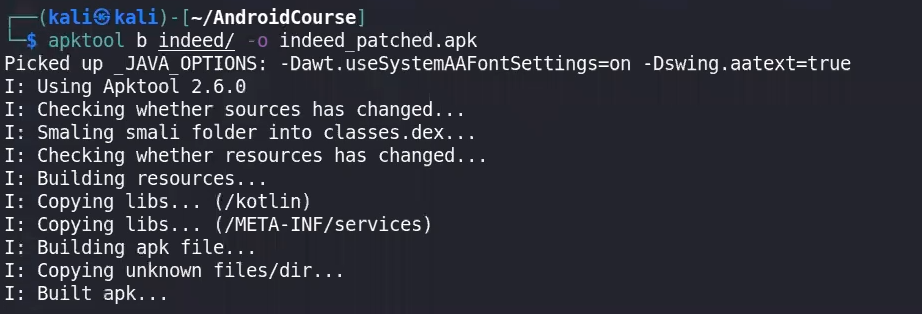 ┌──(kali㉿kali)-[~/AndroidCourse]
└─$ apktool b indeed/ -o indeed_patched.apk
Picked up _JAVA_OPTIONS: -Dawt.useSystemAAFontSettings=on -Dswing.aatext=true
I: Using Apktool 2.6.0
I: Checking whether sources has changed...
I: Smaling smali folder into classes.dex...
I: Checking whether resources has changed...
I: Building resources...
I: Copying libs... (/kotlin)
I: Copying libs... (/META-INF/services)
I: Building apk file...
I: Copying unknown files/dir...
I: Built apk...